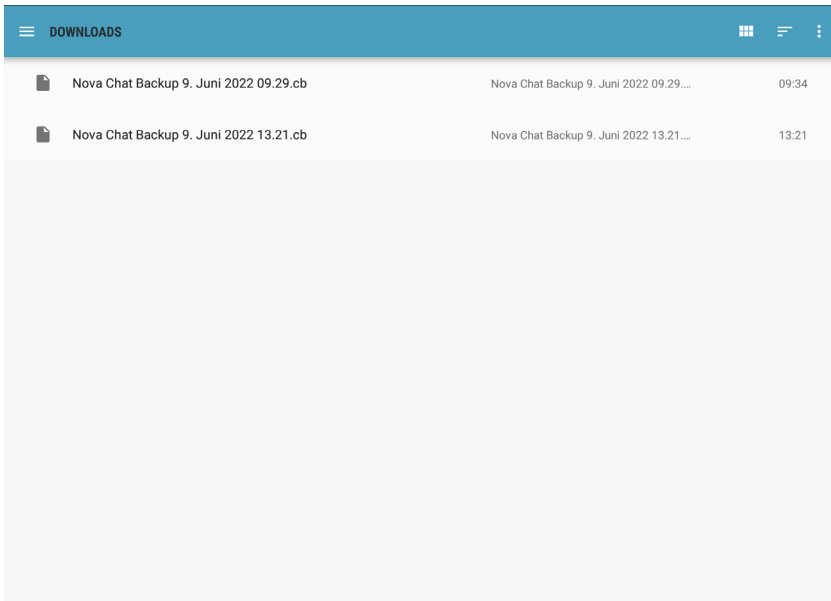 DOWNLOADS
Nova Chat Backup 9. Juni 2022 09.29.cb Nova Chat Backup 9. Juni 2022 09.29.... 09:34
Nova Chat Backup 9. Juni 2022 13.21.cb Nova Chat Backup 9. Juni 2022 13.21.... 13:21